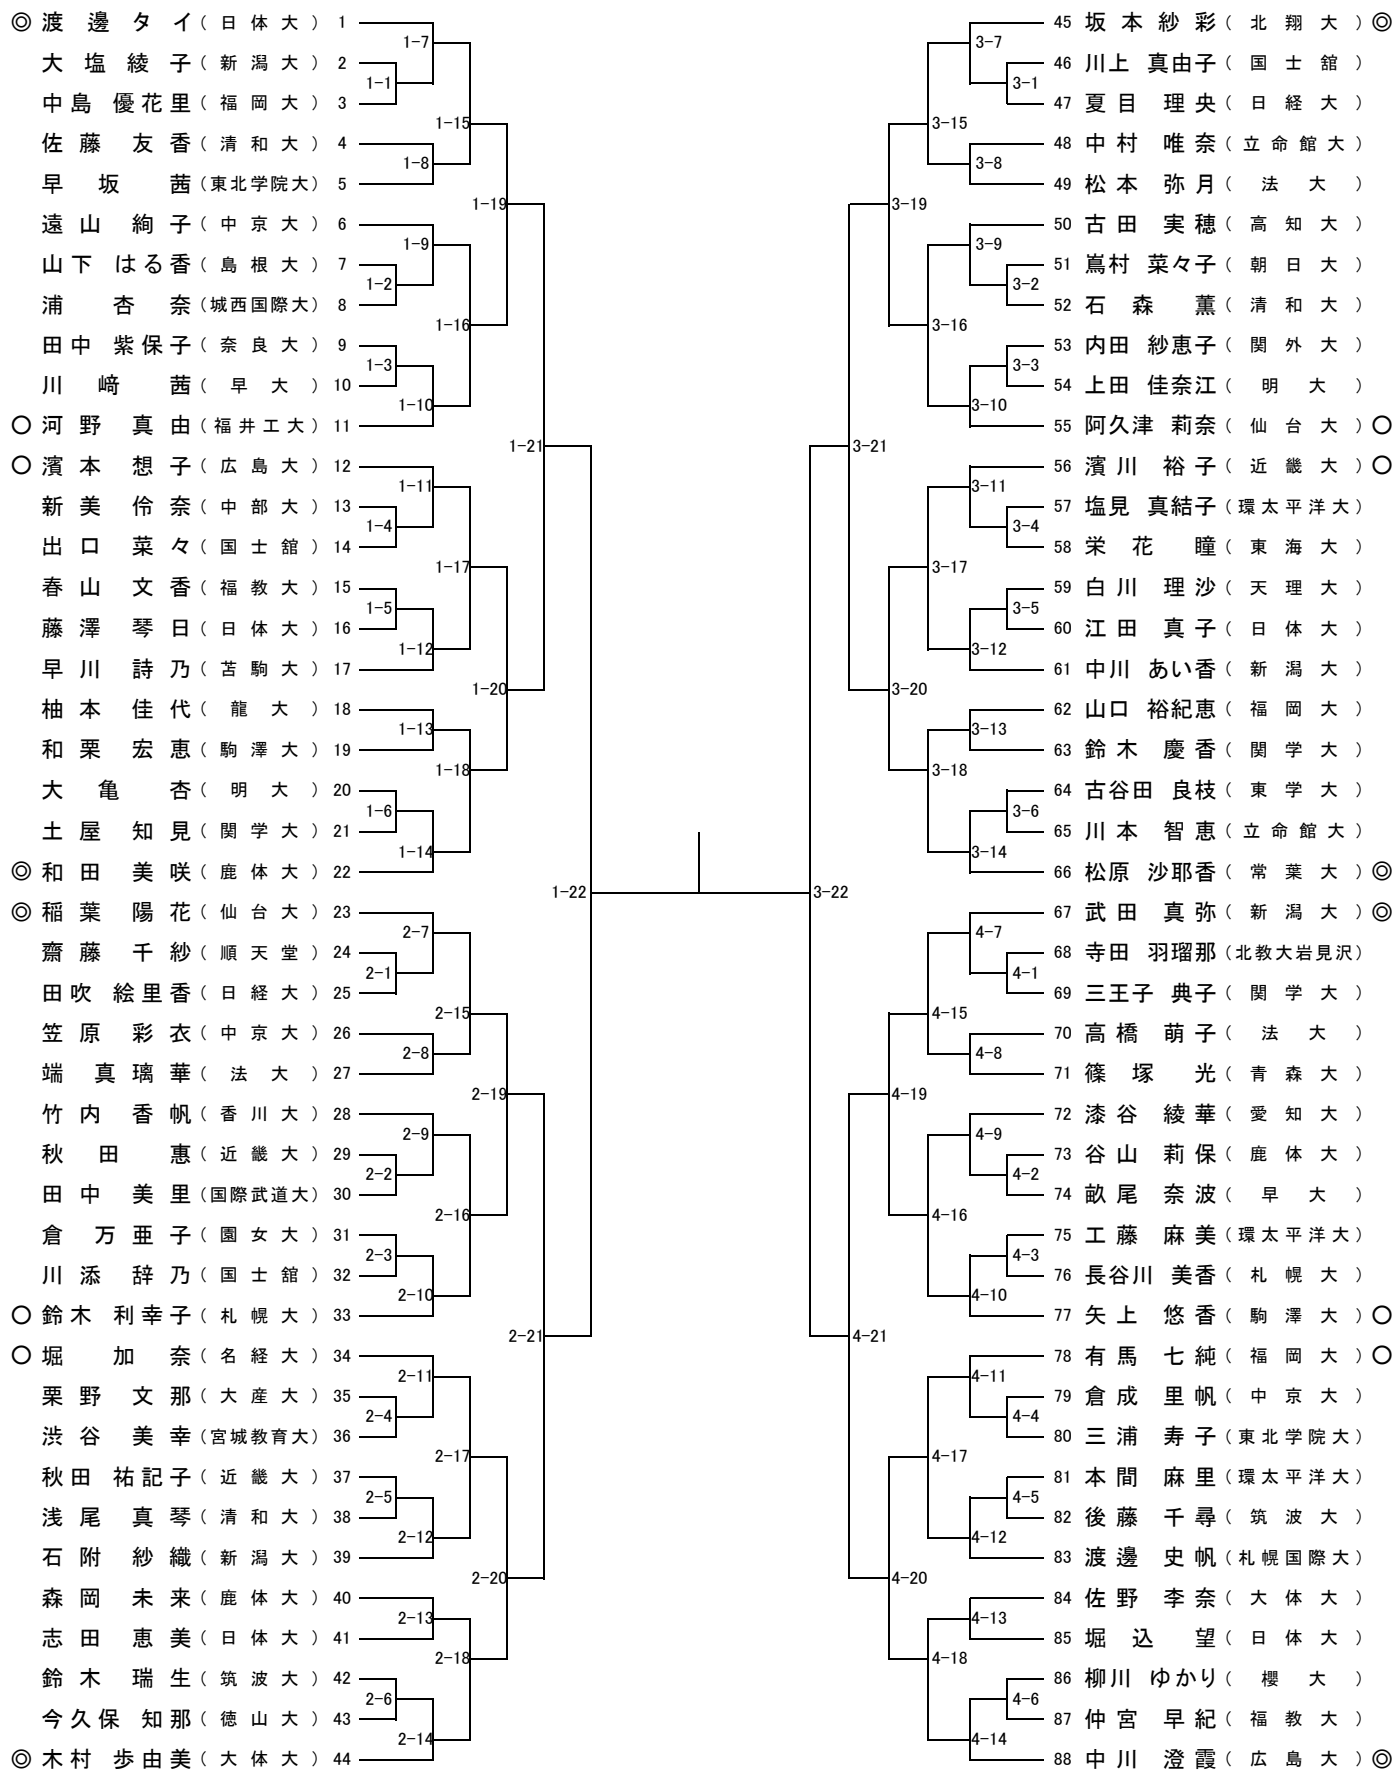 ◎ 渡邊 タイ (日体大) 1
大塩 綾子 (新潟大) 2
中島 優花里 (福岡大) 3
佐藤 友香 (清和大) 4
早坂 茜 (東北学院大) 5
遠山 絢子 (中京大) 6
山下 はる香 (島根大) 7
浦 杏奈 (城西国際大) 8
田中 紫保子 (奈良大) 9
川﨑 茜 (早大) 10
○ 河野 真由 (福井工大) 11
○ 濱本 想子 (広島大) 12
新美 伶奈 (中部大) 13
出口 菜々 (国士舘) 14
春山 文香 (福教大) 15
藤澤 琴日 (日体大) 16
早川 詩乃 (苫駒大) 17
柚本 佳代 (龍大) 18
和栗 宏恵 (駒澤大) 19
大亀 杏 (明大) 20
土屋 知見 (関学大) 21
◎ 和田 美咲 (鹿体大) 22
◎ 稲葉 陽花 (仙台大) 23
齋藤 千紗 (順天堂) 24
田吹 絵里香 (日経大) 25
笠原 彩衣 (中京大) 26
端 真璃華 (法大) 27
竹内 香帆 (香川大) 28
秋田 恵 (近畿大) 29
田中 美里 (国際武道大) 30
倉 万亜子 (園女大) 31
川添 辞乃 (国士舘) 32
○ 鈴木 利幸子 (札幌大) 33
○ 堀 加奈 (名経大) 34
栗野 文那 (大産大) 35
渋谷 美幸 (宮城教育大) 36
秋田 祐記子 (近畿大) 37
浅尾 真琴 (清和大) 38
石附 紗織 (新潟大) 39
森岡 未来 (鹿体大) 40
志田 恵美 (日体大) 41
鈴木 瑞生 (筑波大) 42
今久保 知那 (徳山大) 43
◎ 木村 歩由美 (大体大) 44
1-7
1-1
1-15
1-8
1-19
1-9
1-2
1-16
1-3
1-10
1-21
1-11
1-4
1-17
1-5
1-12
1-20
1-13
1-18
1-6
1-14
1-22
2-7
2-1
2-15
2-8
2-19
2-9
2-2
2-16
2-3
2-10
2-21
2-11
2-4
2-17
2-5
2-12
2-20
2-13
2-18
2-6
2-14
3-7
3-1
3-15
3-8
3-19
3-9
3-2
3-16
3-3
3-10
3-21
3-11
3-4
3-17
3-5
3-12
3-20
3-13
3-18
3-6
3-14
3-22
4-7
4-1
4-15
4-8
4-19
4-9
4-2
4-16
4-3
4-10
4-21
4-11
4-4
4-17
4-5
4-12
4-20
4-13
4-18
4-6
4-14
45 坂本 紗彩 (北翔大) ◎
46 川上 真由子 (国士舘)
47 夏目 理央 (日経大)
48 中村 唯奈 (立命館大)
49 松本 弥月 (法大)
50 古田 実穂 (高知大)
51 嶌村 菜々子 (朝日大)
52 石森 薫 (清和大)
53 内田 紗恵子 (関外大)
54 上田 佳奈江 (明大)
55 阿久津 莉奈 (仙台大) ○
56 濱川 裕子 (近畿大) ○
57 塩見 真結子 (環太平洋大)
58 栄花 瞳 (東海大)
59 白川 理沙 (天理大)
60 江田 真子 (日体大)
61 中川 あい香 (新潟大)
62 山口 裕紀恵 (福岡大)
63 鈴木 慶香 (関学大)
64 古谷田 良枝 (東学大)
65 川本 智恵 (立命館大)
66 松原 沙耶香 (常葉大) ◎
67 武田 真弥 (新潟大) ◎
68 寺田 羽瑠那 (北教大岩見沢)
69 三王子 典子 (関学大)
70 高橋 萌子 (法大)
71 篠塚 光 (青森大)
72 漆谷 綾華 (愛知大)
73 谷山 莉保 (鹿体大)
74 畝尾 奈波 (早大)
75 工藤 麻美 (環太平洋大)
76 長谷川 美香 (札幌大)
77 矢上 悠香 (駒澤大) ○
78 有馬 七純 (福岡大) ○
79 倉成 里帆 (中京大)
80 三浦 寿子 (東北学院大)
81 本間 麻里 (環太平洋大)
82 後藤 千尋 (筑波大)
83 渡邊 史帆 (札幌国際大)
84 佐野 李奈 (大体大)
85 堀込 望 (日体大)
86 柳川 ゆかり (櫻大)
87 仲宮 早紀 (福教大)
88 中川 澄霞 (広島大) ◎